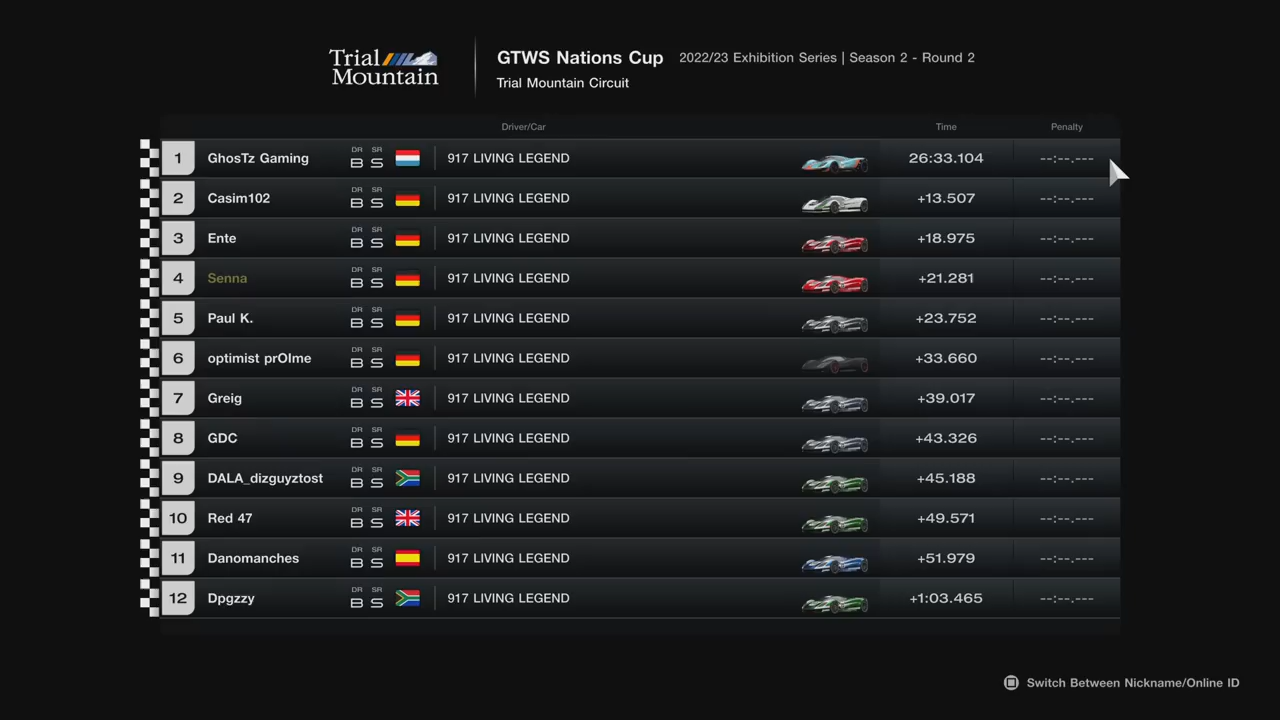 Trial Mountain
GTWS Nations Cup 2022/23 Exhibition Series | Season 2 - Round 2
Trial Mountain Circuit
Driver/Car Time Penalty
1 GhosTz Gaming DR B SR S 917 LIVING LEGEND 26:33.104 --:--.---
2 Casim102 DR B SR S 917 LIVING LEGEND +13.507 --:--.---
3 Ente DR B SR S 917 LIVING LEGEND +18.975 --:--.---
4 Senna DR B SR S 917 LIVING LEGEND +21.281 --:--.---
5 Paul K. DR B SR S 917 LIVING LEGEND +23.752 --:--.---
6 optimist prOIme DR B SR S 917 LIVING LEGEND +33.660 --:--.---
7 Greig DR B SR S 917 LIVING LEGEND +39.017 --:--.---
8 GDC DR B SR S 917 LIVING LEGEND +43.326 --:--.---
9 DALA_dizguyztost DR B SR S 917 LIVING LEGEND +45.188 --:--.---
10 Red 47 DR B SR S 917 LIVING LEGEND +49.571 --:--.---
11 Danomanches DR B SR S 917 LIVING LEGEND +51.979 --:--.---
12 Dpgzzy DR B SR S 917 LIVING LEGEND +1:03.465 --:--.---
Switch Between Nickname/Online ID